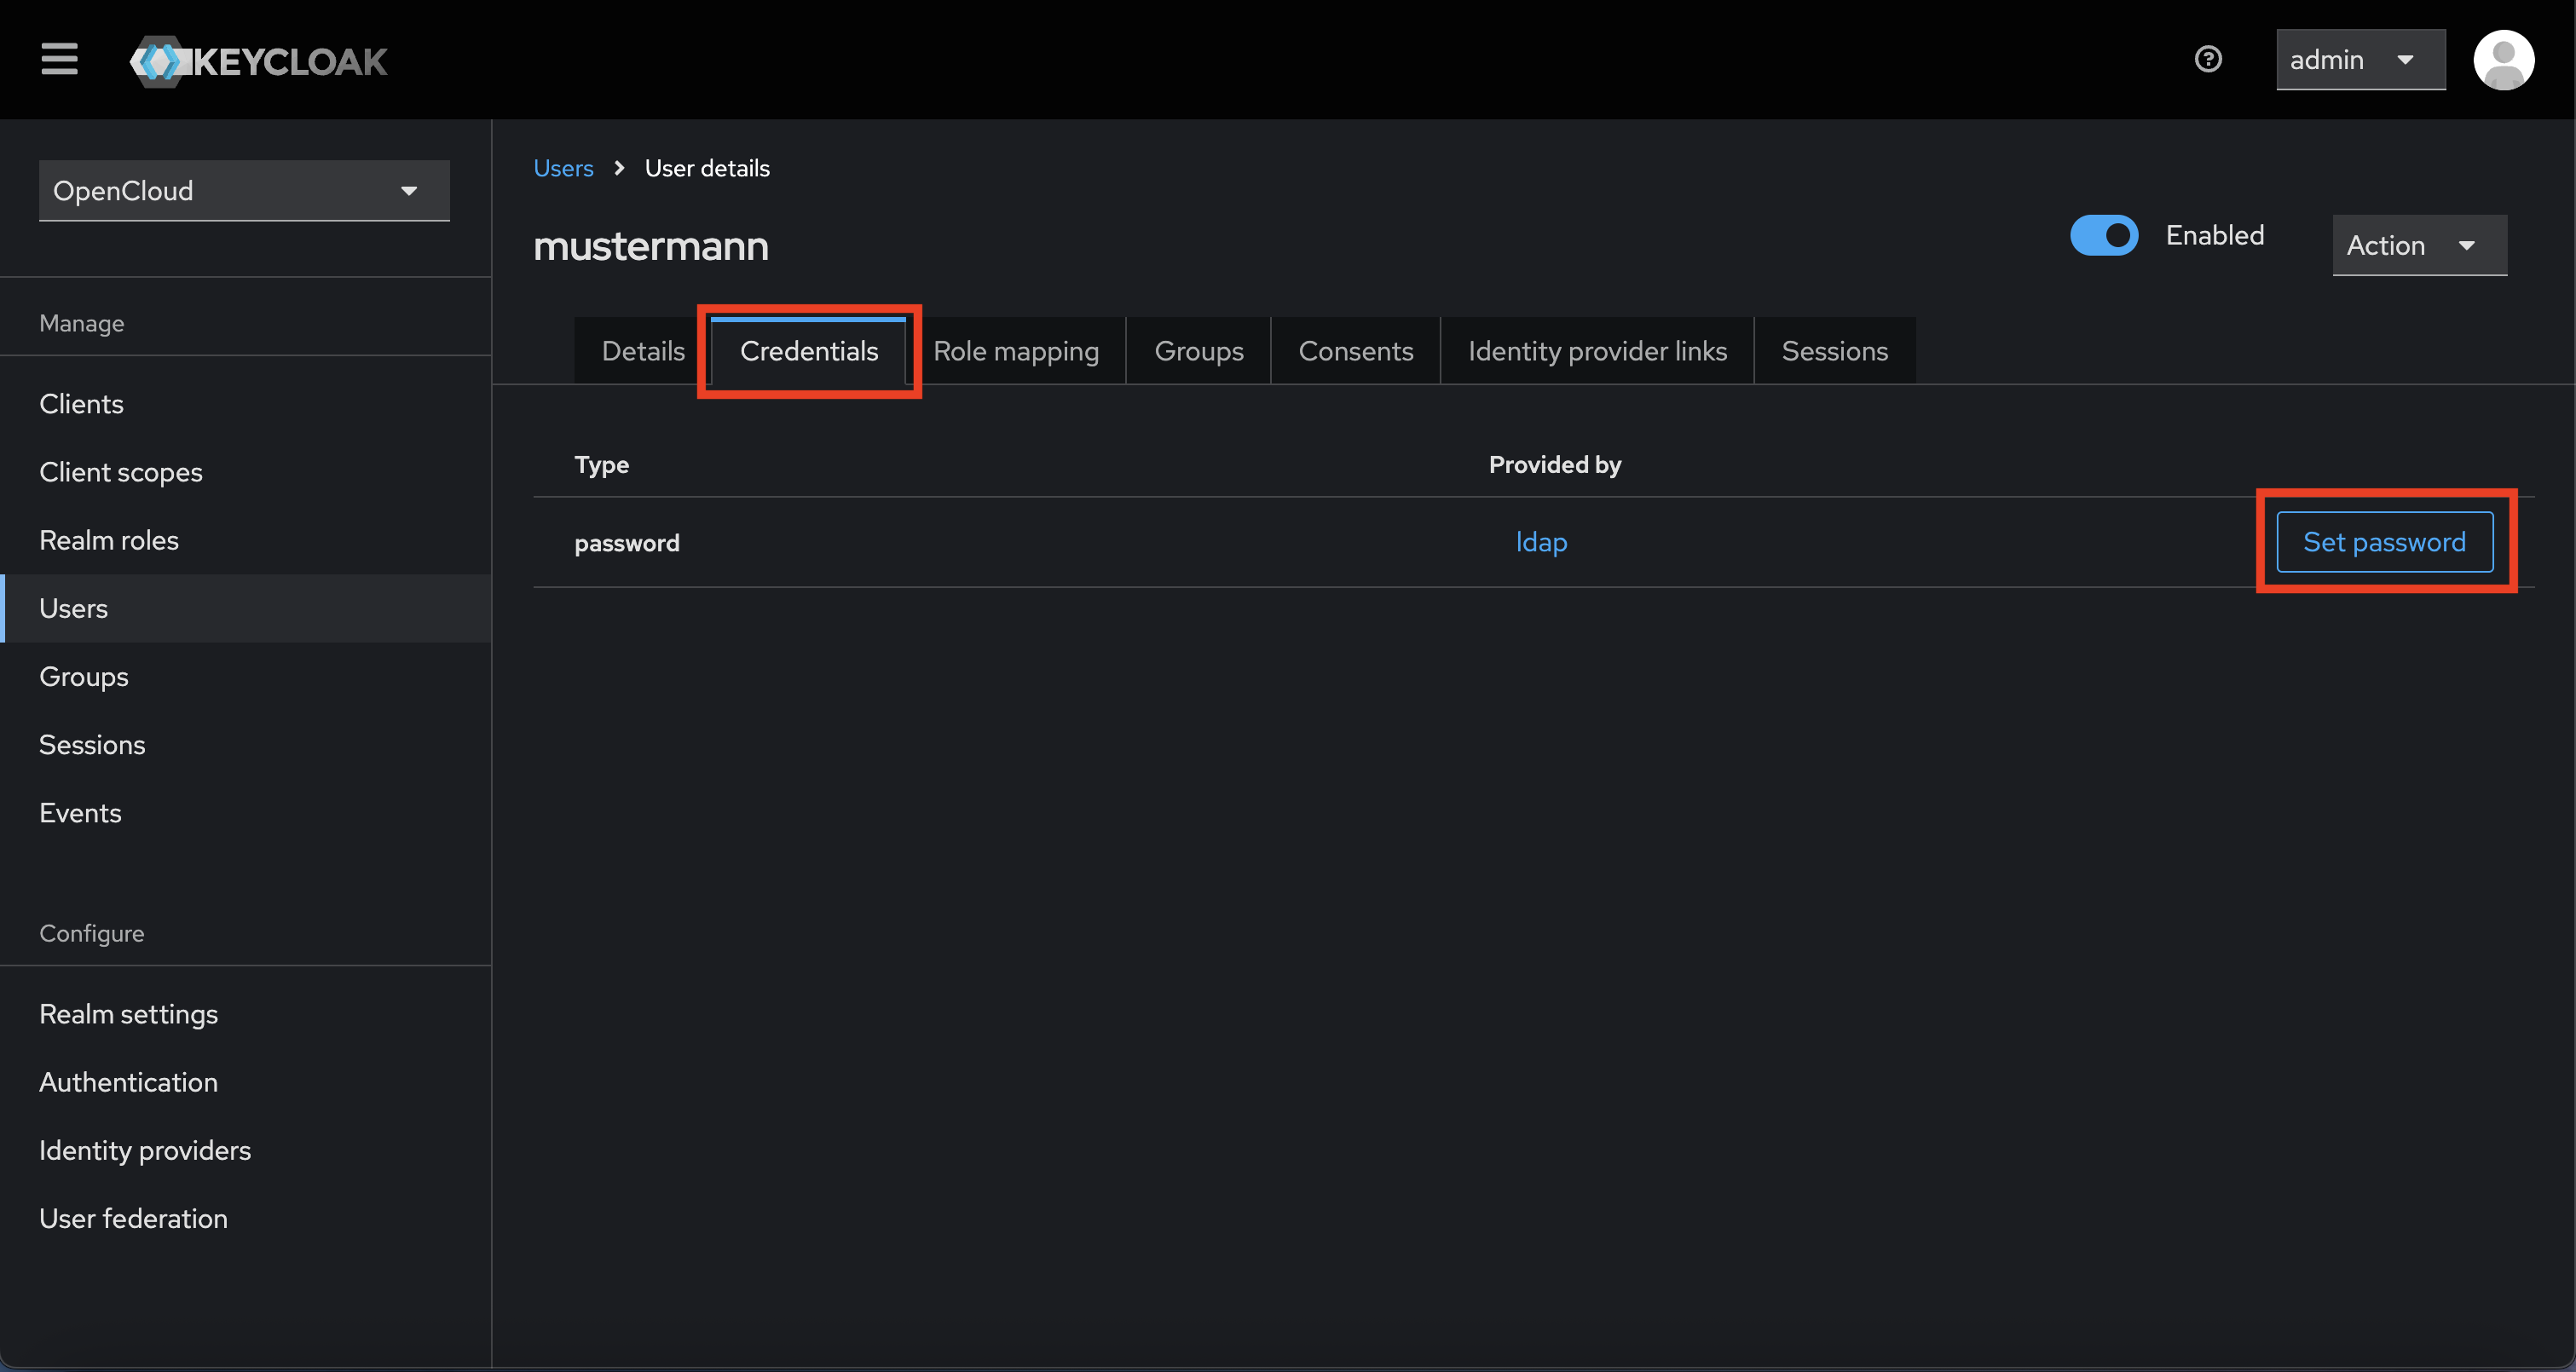 KEYCLOAK
admin
OpenCloud
Manage
Clients
Client scopes
Realm roles
Users
Groups
Sessions
Events
Configure
Realm settings
Authentication
Identity providers
User federation
Users > User details
mustermann
Enabled
Action
Details Credentials Role mapping Groups Consents Identity provider links Sessions
Type Provided by
password ldap Set password